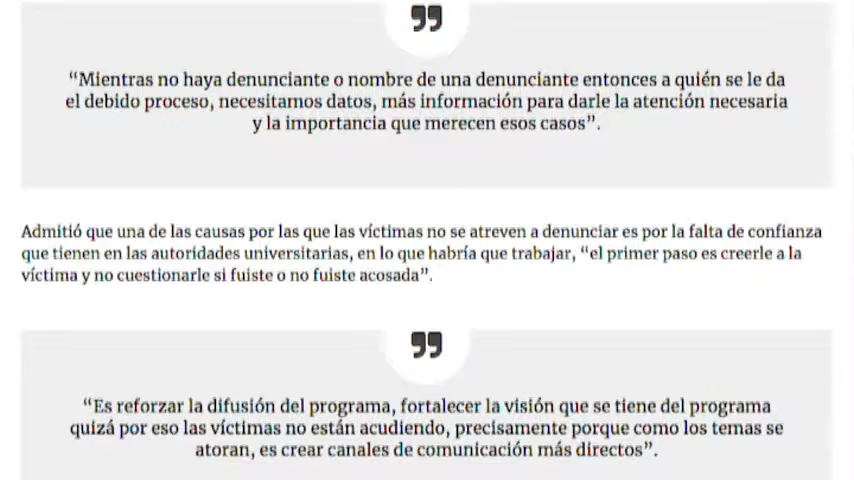 “Mientras no haya denunciante o nombre de una denunciante entonces a quién se le da
el debido proceso, necesitamos datos, más información para darle la atención necesaria
y la importancia que merecen esos casos”.
Admitió que una de las causas por las que las víctimas no se atreven a denunciar es por la falta de confianza
que tienen en las autoridades universitarias, en lo que habría que trabajar, “el primer paso es creerle a la
víctima y no cuestionarle si fuiste o no fuiste acosada”.
“Es reforzar la difusión del programa, fortalecer la visión que se tiene del programa
quizá por eso las víctimas no están acudiendo, precisamente porque como los temas se
atoran, es crear canales de comunicación más directos”.